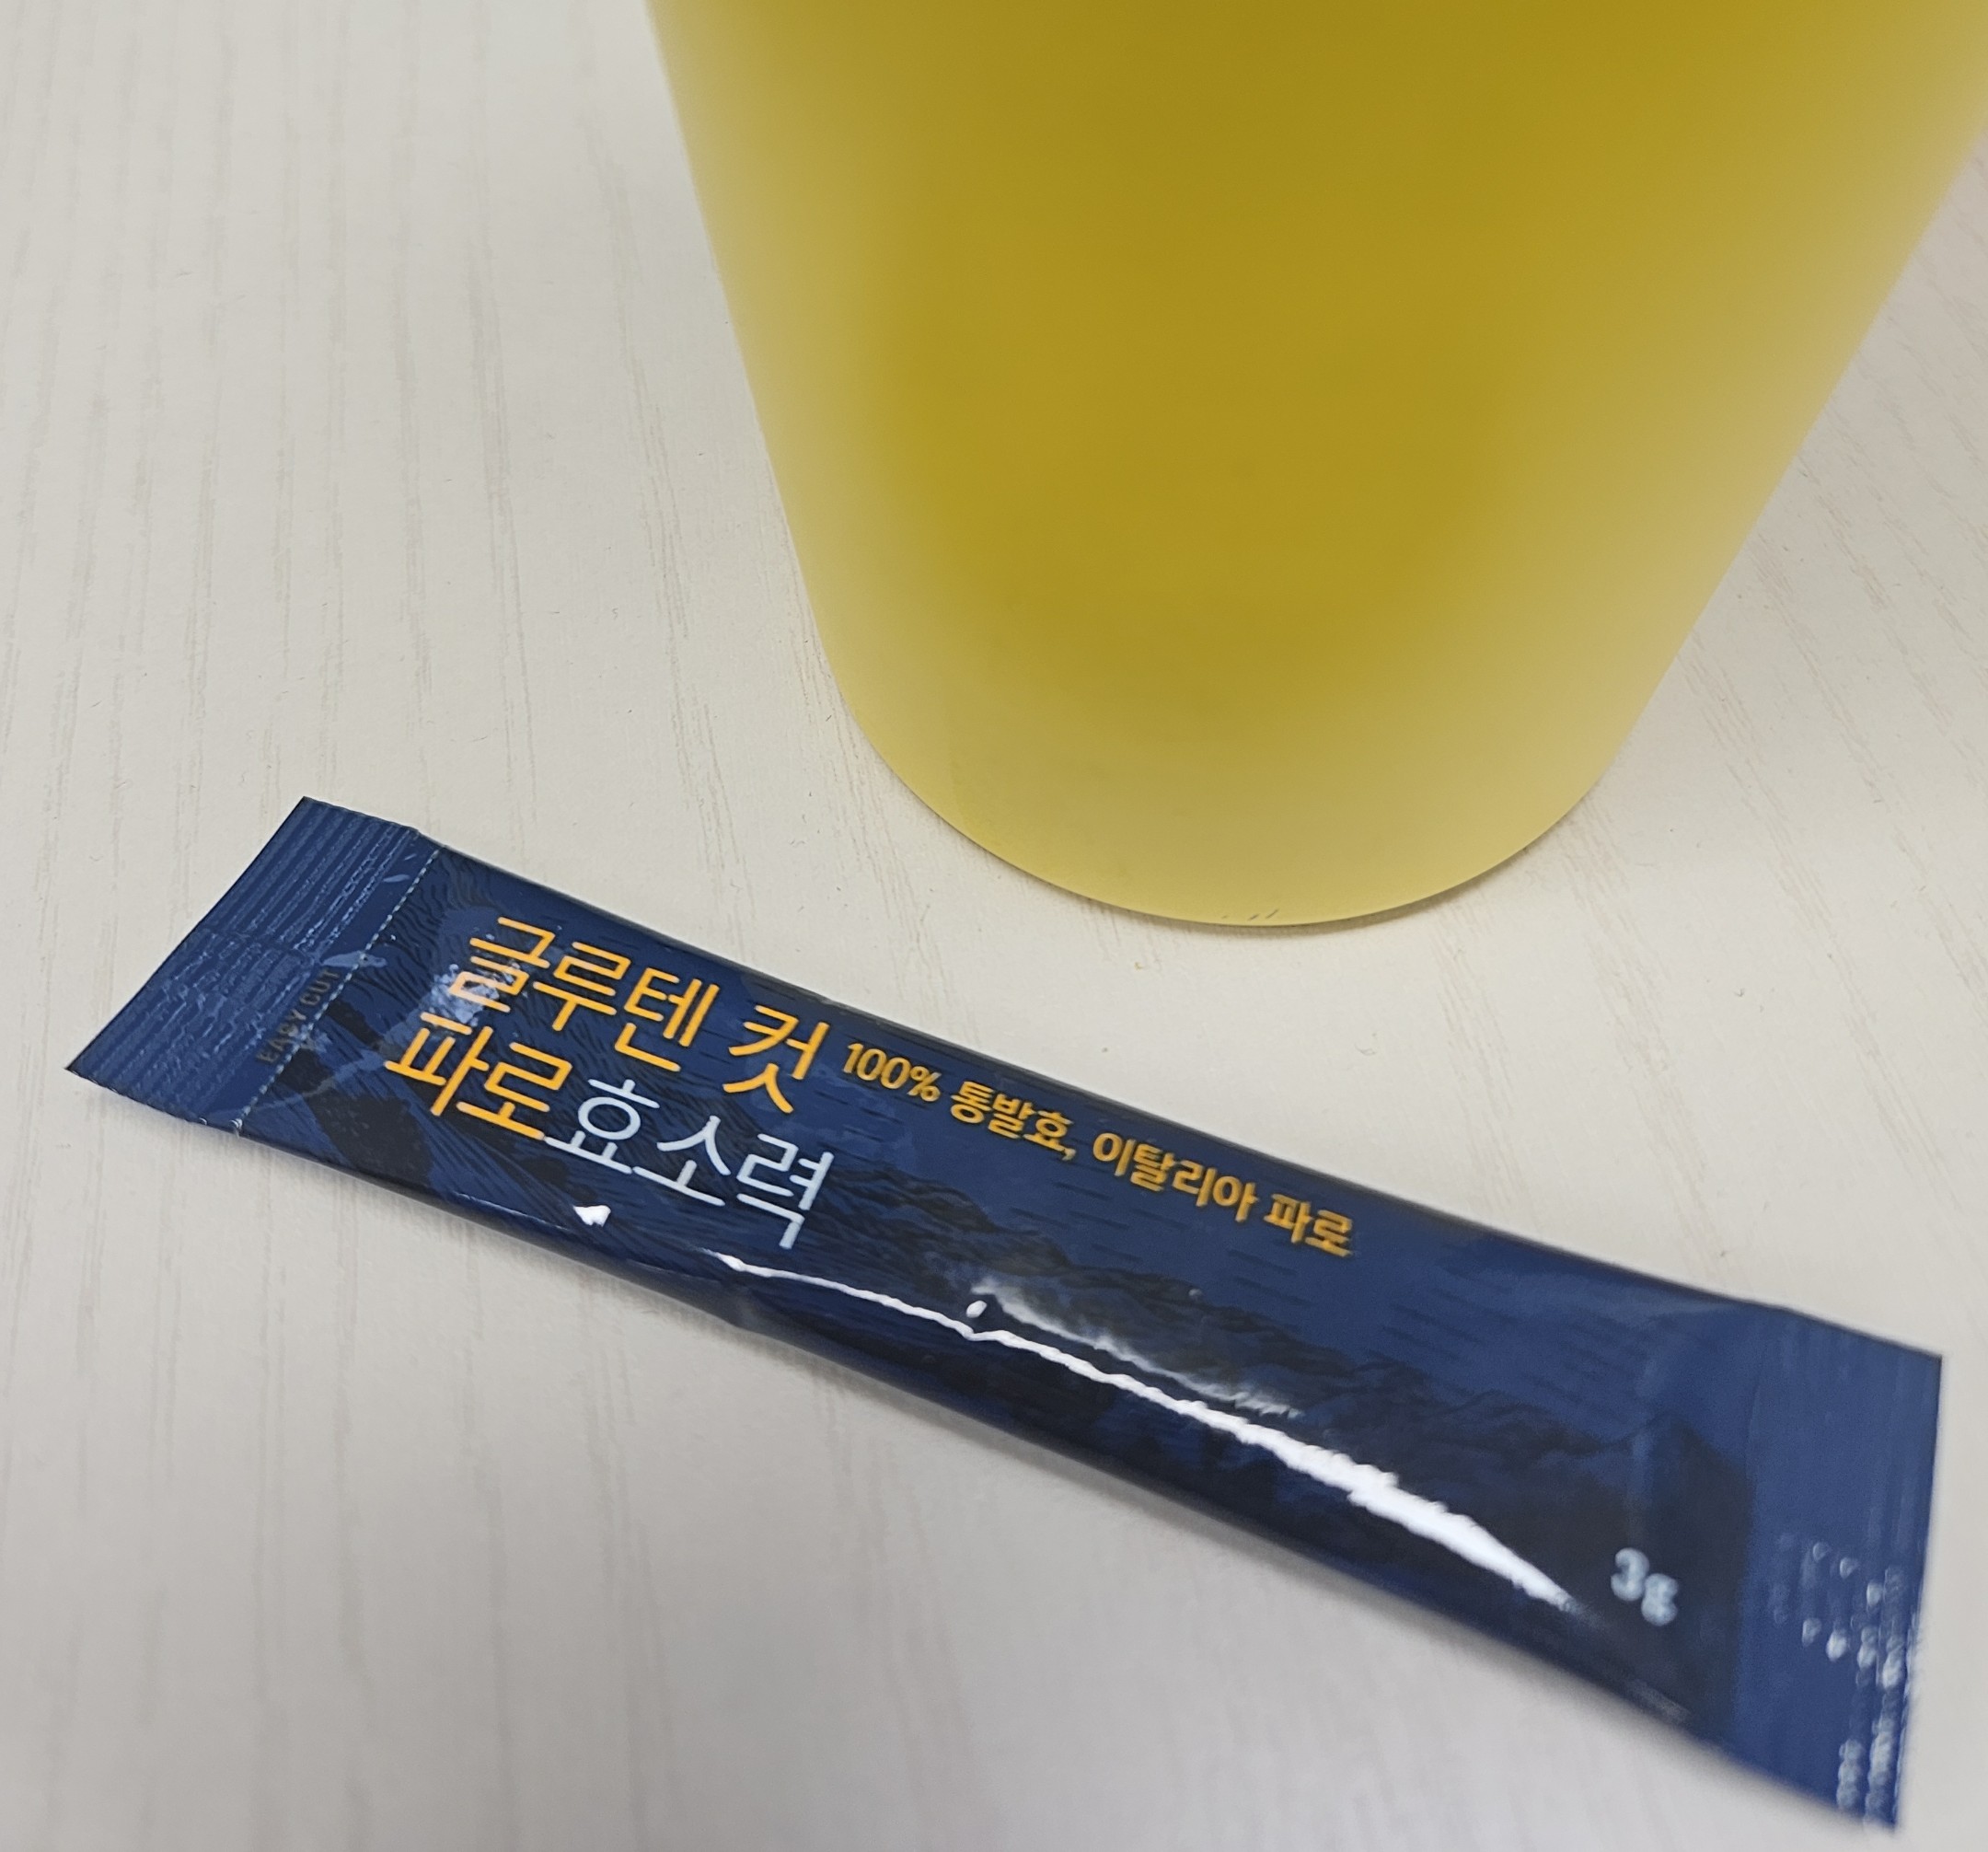 EASY CUT
글루텐 컷
파로효소력
100% 통발효, 이탈리아 파로
3g